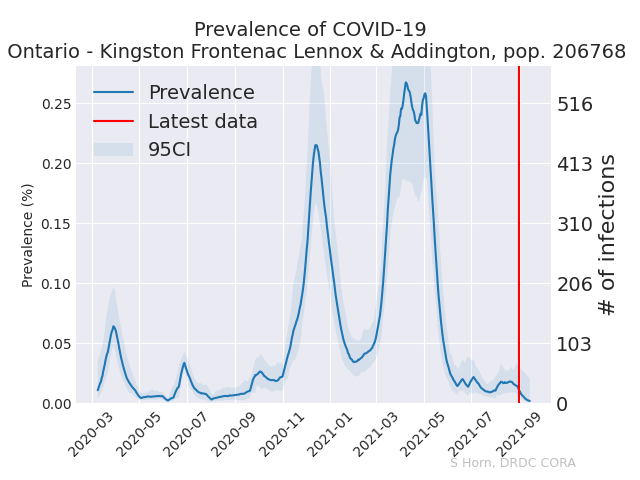 Prevalence of COVID-19
Ontario - Kingston Frontenac Lennox & Addington, pop. 206768
Prevalence
Latest data
95CI
Prevalence (%)
0.25
0.20
0.15
0.10
0.05
0.00
516
413
310
206
103
0
# of infections
2020-03
2020-05
2020-07
2020-09
2020-11
2021-01
2021-03
2021-05
2021-07
2021-09
S Horn, DRDC CORA